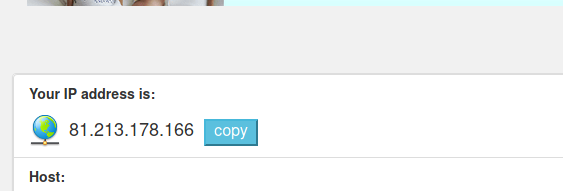 Your IP address is:
81.213.178.166 copy
Host: